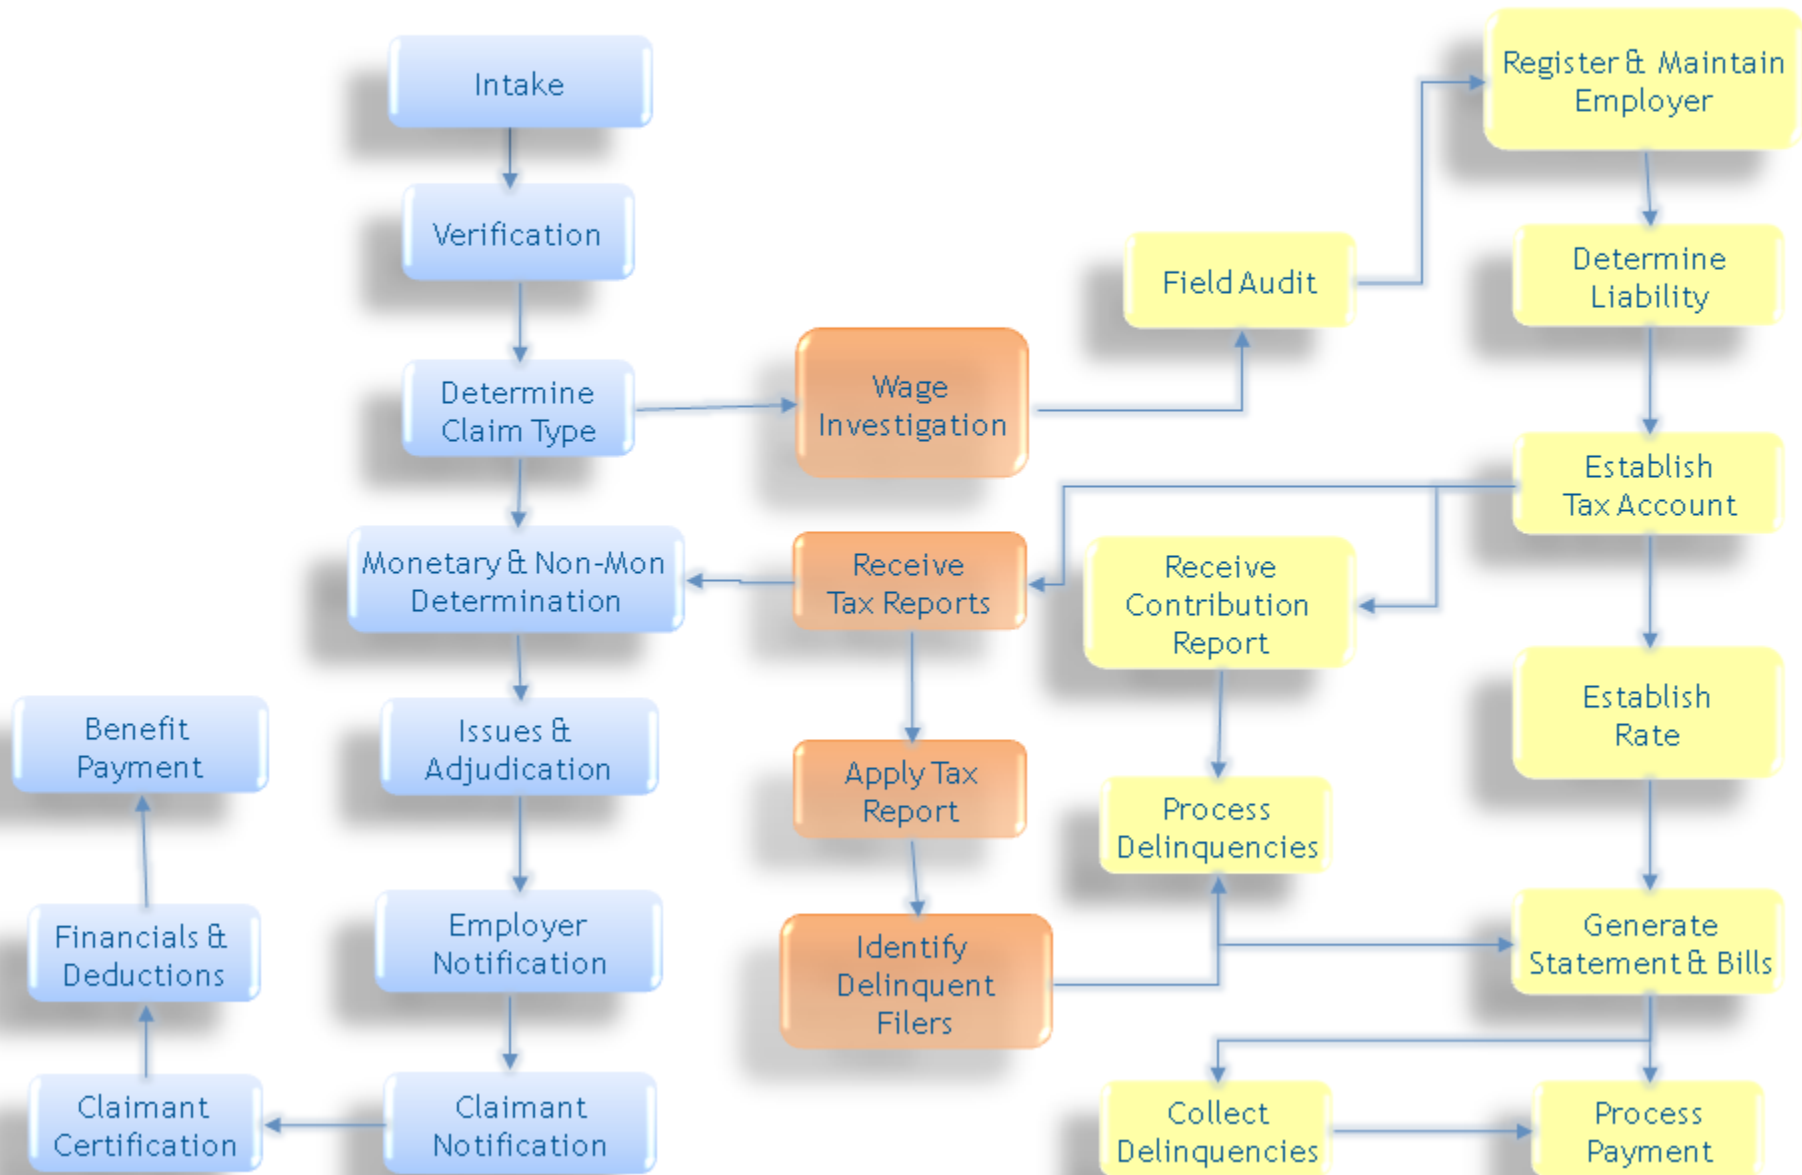 Intake
Verification
Determine
Claim Type
Monetary & Non-Mon
Determination
Issues &
Adjudication
Employer
Notification
Claimant
Notification
Claimant
Certification
Financials &
Deductions
Benefit
Payment
Wage
Investigation
Receive
Tax Reports
Apply Tax
Report
Identify
Delinquent
Filers
Field Audit
Register & Maintain
Employer
Determine
Liability
Establish
Tax Account
Receive
Contribution
Report
Process
Delinquencies
Establish
Rate
Generate
Statement & Bills
Collect
Delinquencies
Process
Payment